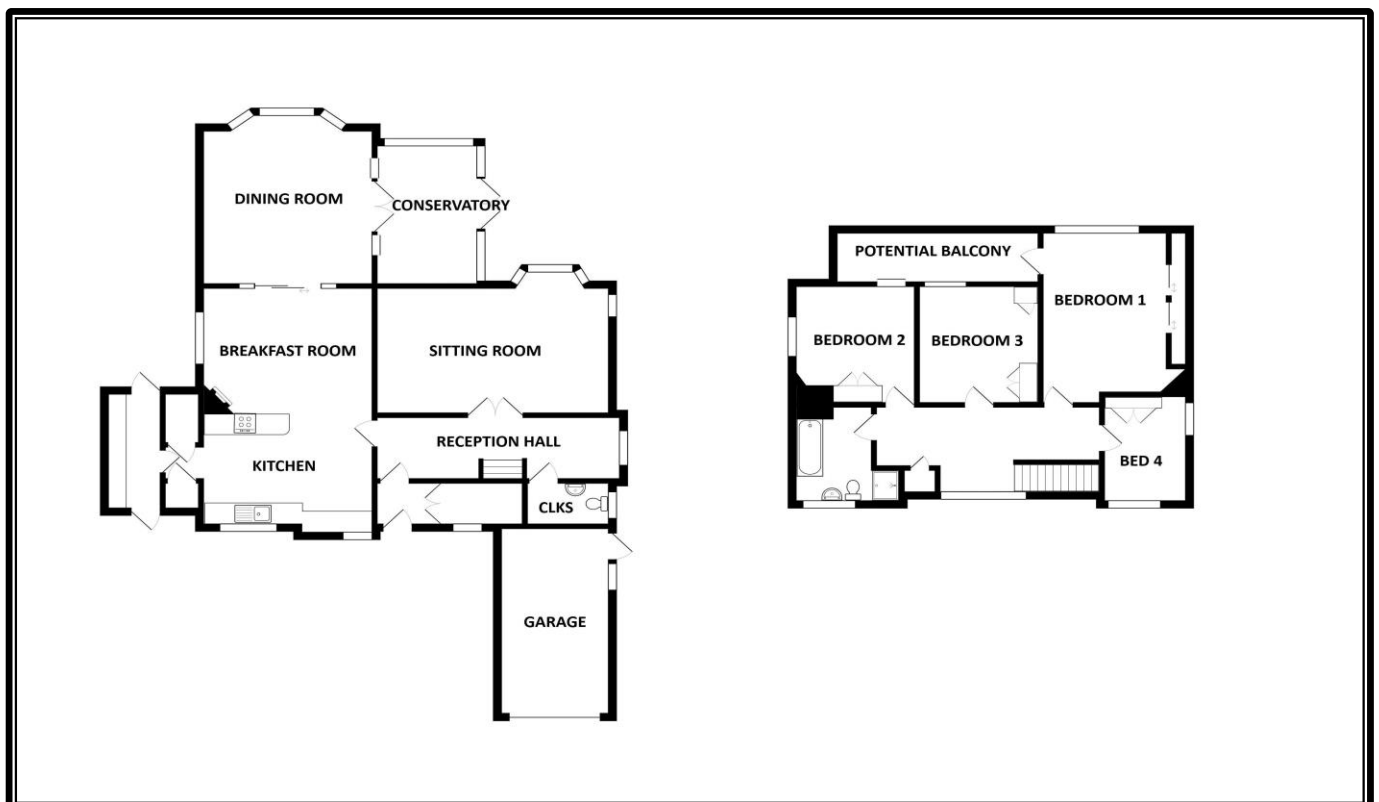 DINING ROOM
CONSERVATORY
BREAKFAST ROOM
SITTING ROOM
RECEPTION HALL
KITCHEN
CLKS
GARAGE
POTENTIAL BALCONY
BEDROOM 1
BEDROOM 2
BEDROOM 3
BED 4